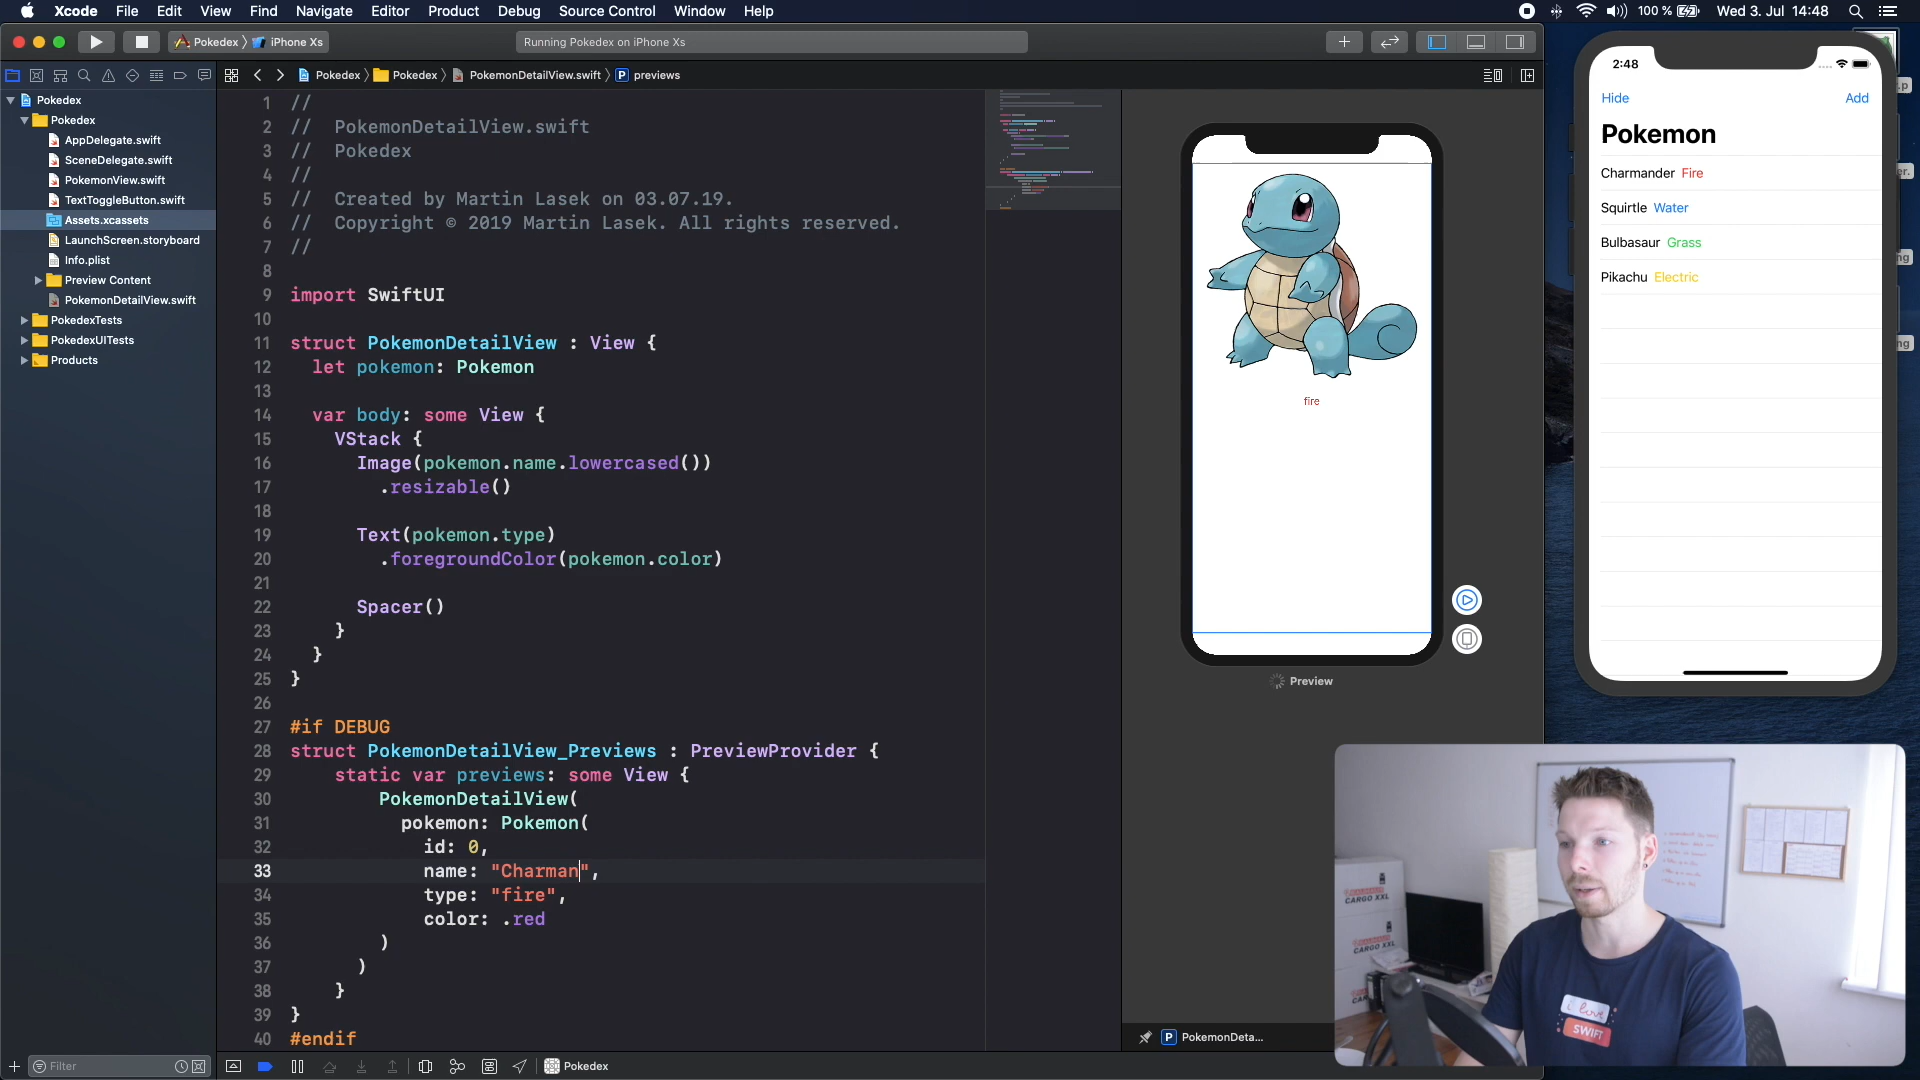 Xcode File Edit View Find Navigate Editor Product Debug Source Control Window Help
100 % Wed 3. Jul 14:48
Pokedex iPhone Xs
Running Pokedex on iPhone Xs
Pokedex Pokedex PokemonDetailView.swift P previews
Pokedex
Pokedex
AppDelegate.swift
SceneDelegate.swift
PokemonView.swift
TextToggleButton.swift
Assets.xcassets
LaunchScreen.storyboard
Info.plist
Preview Content
PokemonDetailView.swift
PokedexTests
PokedexUITests
Products
Filter
1 //
2 // PokemonDetailView.swift
3 // Pokedex
4 //
5 // Created by Martin Lasek on 03.07.19.
6 // Copyright © 2019 Martin Lasek. All rights reserved.
7 //
8
9 import SwiftUI
10
11 struct PokemonDetailView : View {
12 let pokemon: Pokemon
13
14 var body: some View {
15 VStack {
16 Image(pokemon.name.lowercased())
17 .resizable()
18
19 Text(pokemon.type)
20 .foregroundColor(pokemon.color)
21
22 Spacer()
23 }
24 }
25 }
26
27 #if DEBUG
28 struct PokemonDetailView_Previews : PreviewProvider {
29 static var previews: some View {
30 PokemonDetailView(
31 pokemon: Pokemon(
32 id: 0,
33 name: "Charman",
34 type: "fire",
35 color: .red
36 )
37 )
38 }
39 }
40 #endif
Pokedex
fire
Preview
P PokemonDeta...
2:48
Hide Add
Pokemon
Charmander Fire
Squirtle Water
Bulbasaur Grass
Pikachu Electric
CARGO XXL
CARGO XXL
i love
SWIFT